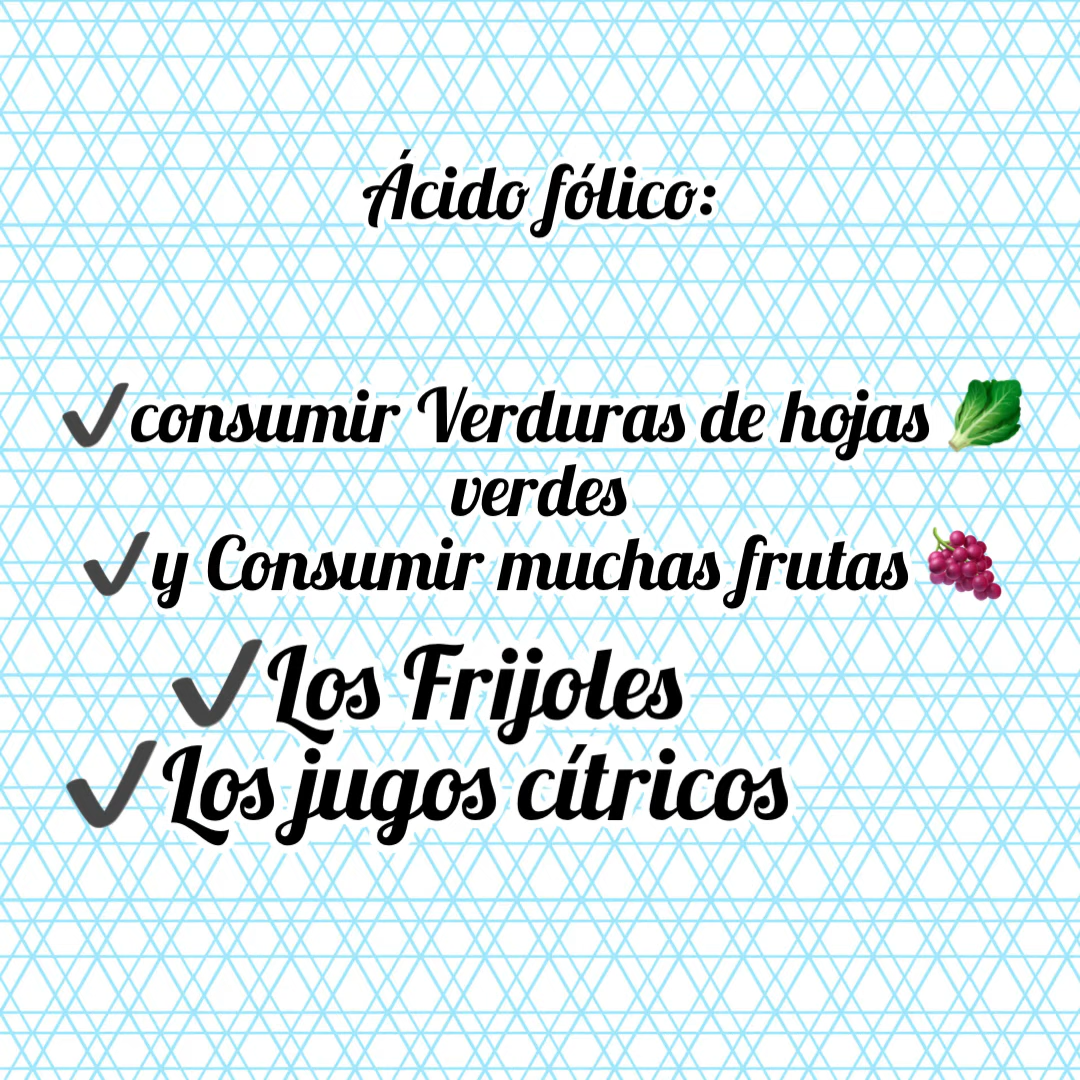 Ácido fólico:
✔consumir Verduras de hojas 🥬
verdes
✔y Consumir muchas frutas 🍇
✔Los Frijoles
✔Los jugos cítricos